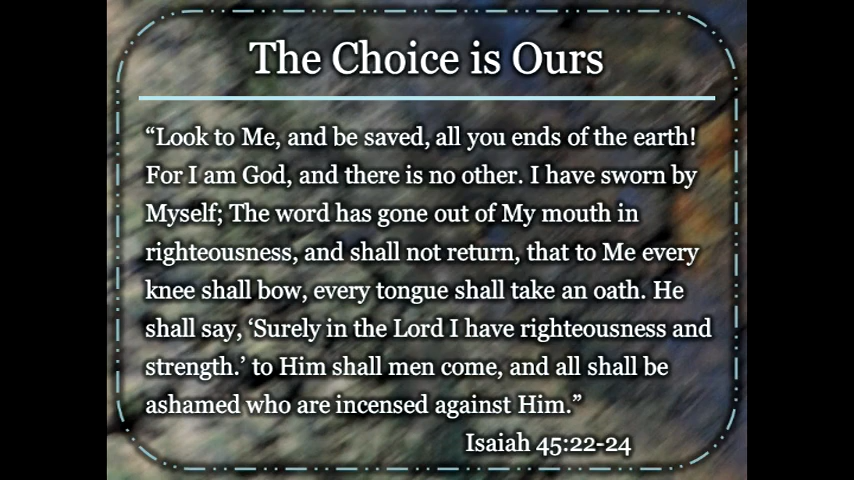 The Choice is Ours
“Look to Me, and be saved, all you ends of the earth!
For I am God, and there is no other. I have sworn by
Myself; The word has gone out of My mouth in
righteousness, and shall not return, that to Me every
knee shall bow, every tongue shall take an oath. He
shall say, ‘Surely in the Lord I have righteousness and
strength.’ to Him shall men come, and all shall be
ashamed who are incensed against Him.”
Isaiah 45:22-24